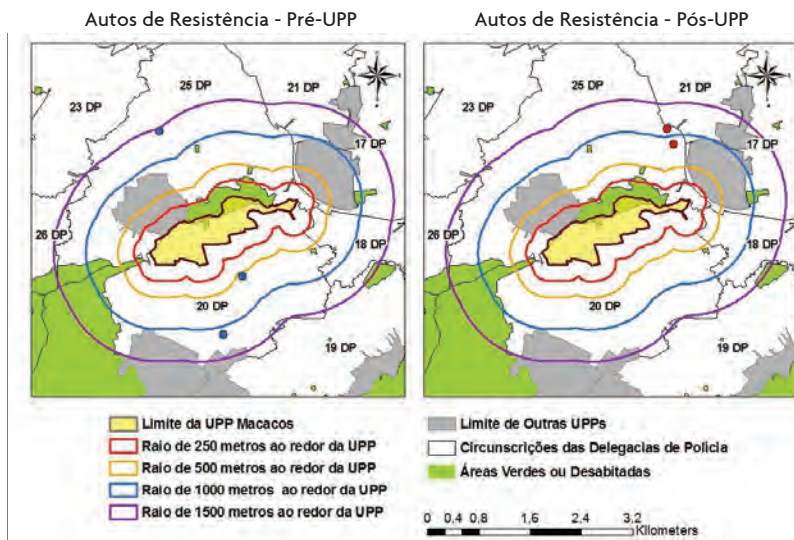 Autos de Resistência - Pré-UPP
Autos de Resistência - Pós-UPP
25 DP
21 DP
23 DP
17 DP
26 DP
18 DP
20 DP
19 DP
25 DP
21 DP
23 DP
17 DP
26 DP
18 DP
20 DP
19 DP
Limite da UPP Macacos
Raio de 250 metros ao redor da UPP
Raio de 500 metros ao redor da UPP
Raio de 1000 metros ao redor da UPP
Raio de 1500 metros ao redor da UPP
Limite de Outras UPPs
Circunscrições das Delegacias de Polícia
Áreas Verdes ou Desabitadas
0 0,4 0,8 1,6 2,4 3,2
Kilometers